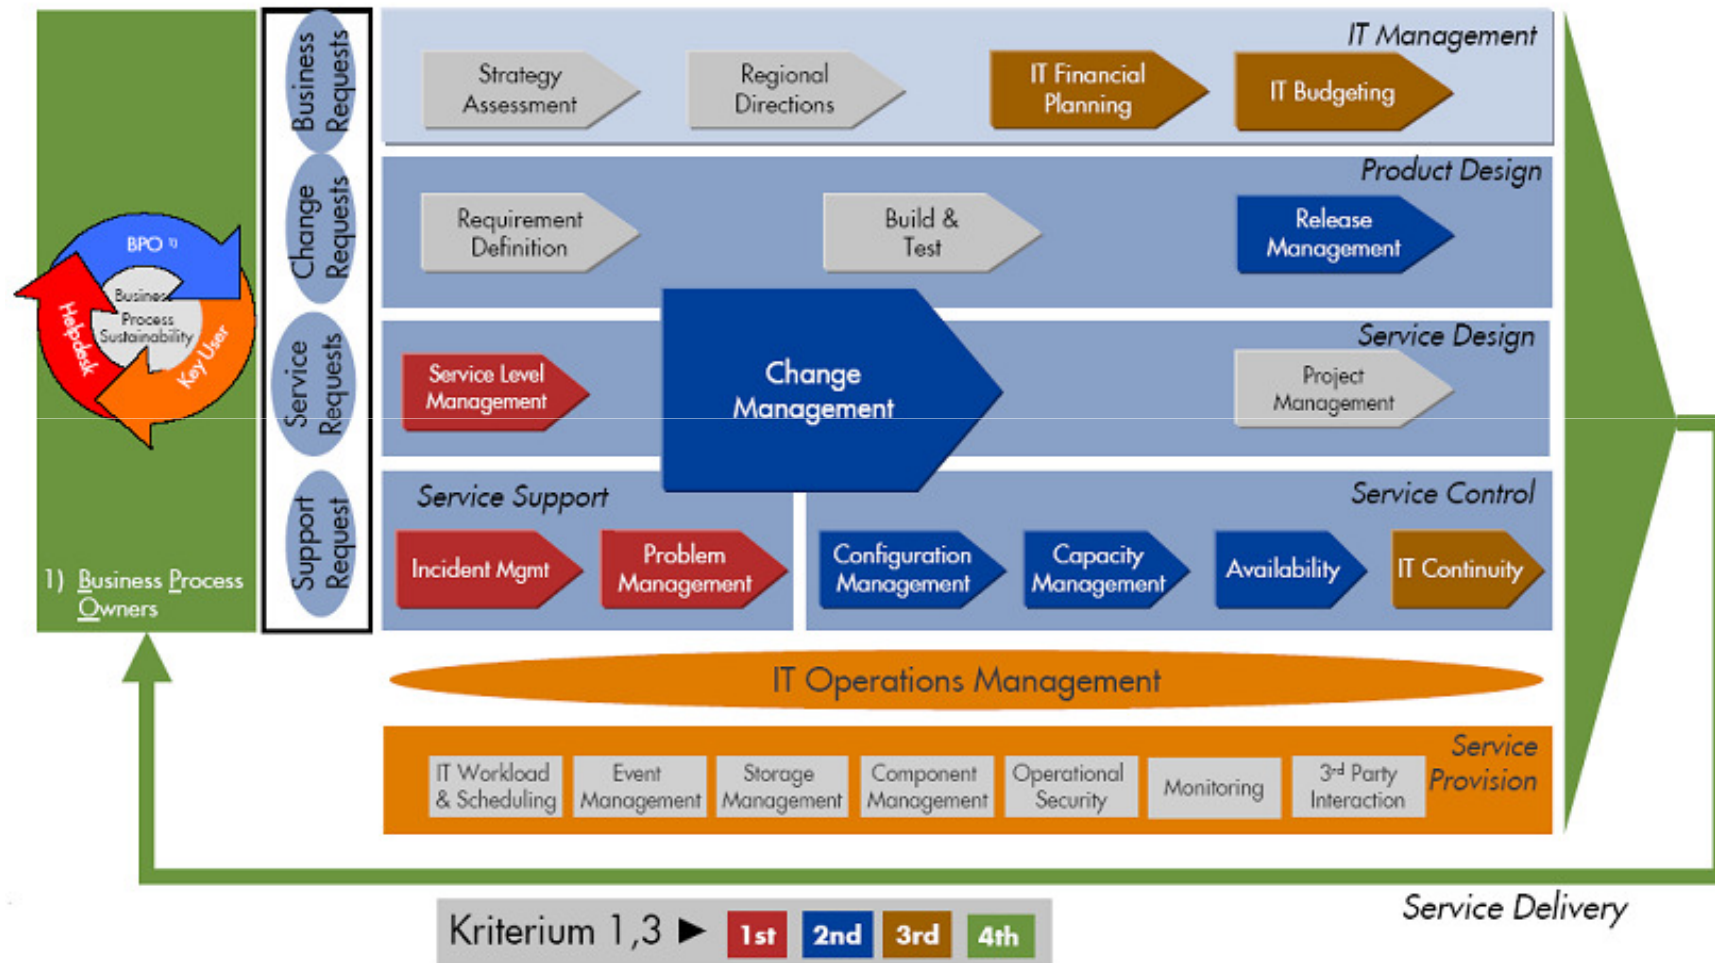 Business
Requests
Change
Requests
Service
Requests
Support
Request
BPO 1)
Helpdesk
Key User
Business
Process
Sustainability
1) Business Process
Owners
IT Management
Strategy
Assessment
Regional
Directions
IT Financial
Planning
IT Budgeting
Product Design
Requirement
Definition
Build &
Test
Release
Management
Service Design
Service Level
Management
Change
Management
Project
Management
Service Support
Incident Mgmt
Problem
Management
Service Control
Configuration
Management
Capacity
Management
Availability
IT Continuity
IT Operations Management
Service
Provision
IT Workload
& Scheduling
Event
Management
Storage
Management
Component
Management
Operational
Security
Monitoring
3rd Party
Interaction
Service Delivery
Kriterium 1,3 ► 1st 2nd 3rd 4th